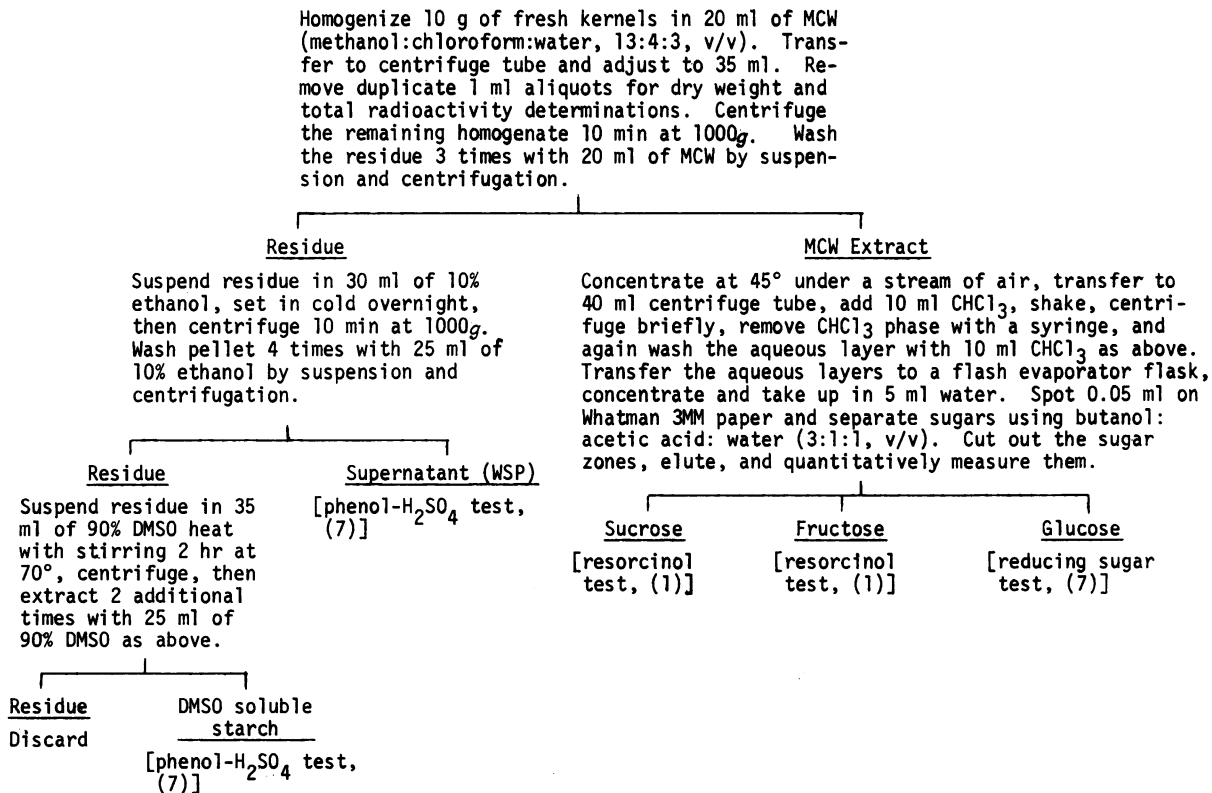 Homogenize 10 g of fresh kernels in 20 ml of MCW
(methanol:chloroform:water, 13:4:3, v/v). Trans-
fer to centrifuge tube and adjust to 35 ml. Re-
move duplicate 1 ml aliquots for dry weight and
total radioactivity determinations. Centrifuge
the remaining homogenate 10 min at 1000g. Wash
the residue 3 times with 20 ml of MCW by suspen-
sion and centrifugation.
Residue
Suspend residue in 30 ml of 10%
ethanol, set in cold overnight,
then centrifuge 10 min at 1000g.
Wash pellet 4 times with 25 ml of
10% ethanol by suspension and
centrifugation.
MCW Extract
Concentrate at 45° under a stream of air, transfer to
40 ml centrifuge tube, add 10 ml CHCl3, shake, centri-
fuge briefly, remove CHCl3 phase with a syringe, and
again wash the aqueous layer with 10 ml CHCl3 as above.
Transfer the aqueous layers to a flash evaporator flask,
concentrate and take up in 5 ml water. Spot 0.05 ml on
Whatman 3MM paper and separate sugars using butanol:
acetic acid: water (3:1:1, v/v). Cut out the sugar
zones, elute, and quantitatively measure them.
Residue
Suspend residue in 35
ml of 90% DMSO heat
with stirring 2 hr at
70°, centrifuge, then
extract 2 additional
times with 25 ml of
90% DMSO as above.
Supernatant (WSP)
[phenol-H2SO4 test,
(7)]
Sucrose
[resorcinol
test, (1)]
Fructose
[resorcinol
test, (1)]
Glucose
[reducing sugar
test, (7)]
Residue
Discard
DMSO soluble
starch
[phenol-H2SO4 test,
(7)]